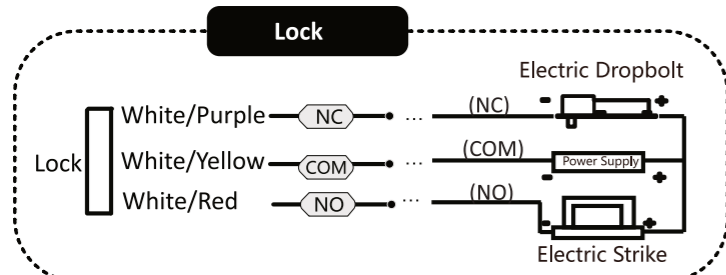 Lock
Electric Dropbolt
White/Purple NC ... (NC) - +
Lock White/Yellow COM ... (COM) Power Supply
- +
White/Red NO ... (NO)
- +
Electric Strike